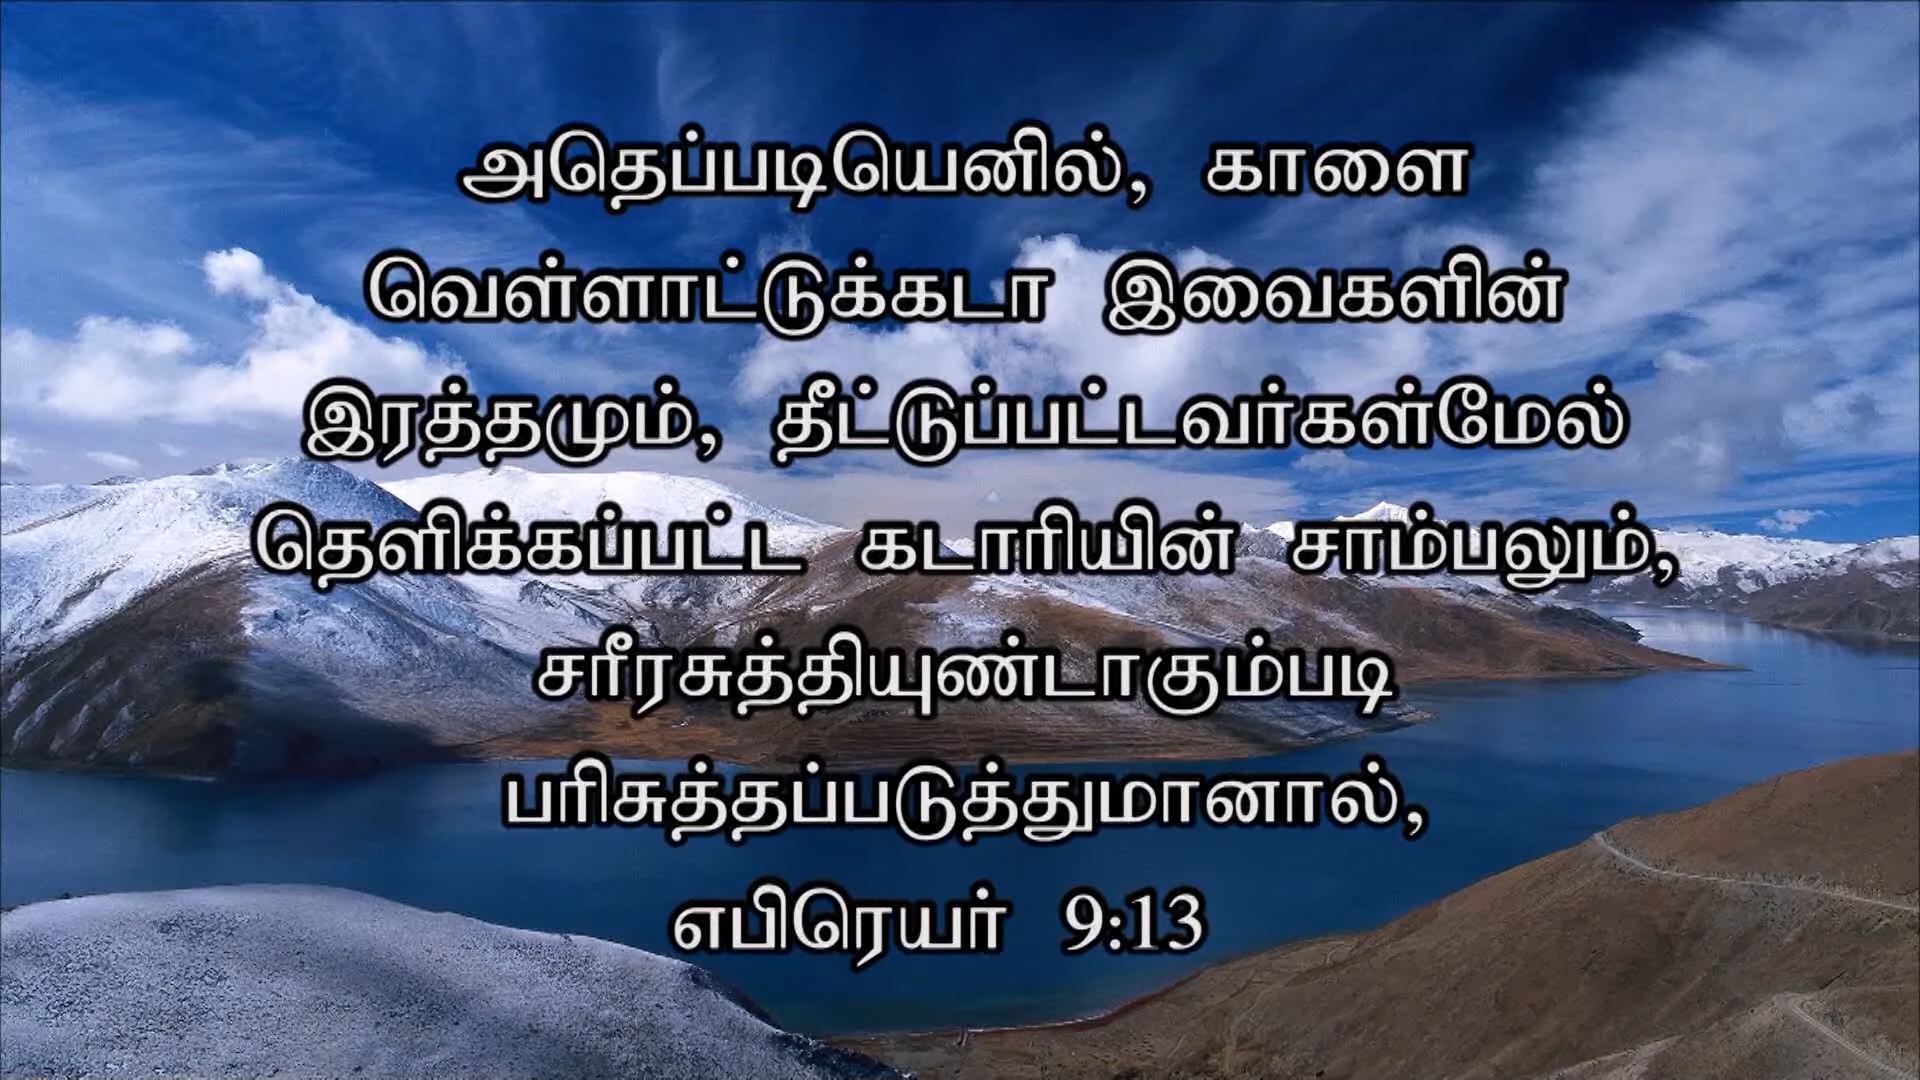 அதெப்படியெனில், காளை
வெள்ளாட்டுக்கடா இவைகளின்
இரத்தமும், தீட்டுப்பட்டவர்கள்மேல்
தெளிக்கப்பட்ட கடாரியின் சாம்பலும்,
சரீரசுத்தியுண்டாகும்படி
பரிசுத்தப்படுத்துமானால்,
எபிரெயர் 9:13